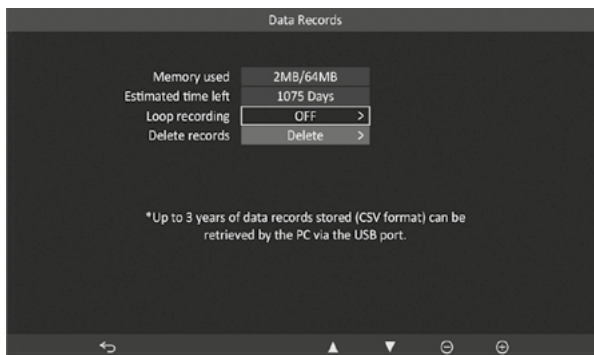 Data Records
Memory used 2MB/64MB
Estimated time left 1075 Days
Loop recording OFF >
Delete records Delete >
*Up to 3 years of data records stored (CSV format) can be
retrieved by the PC via the USB port.